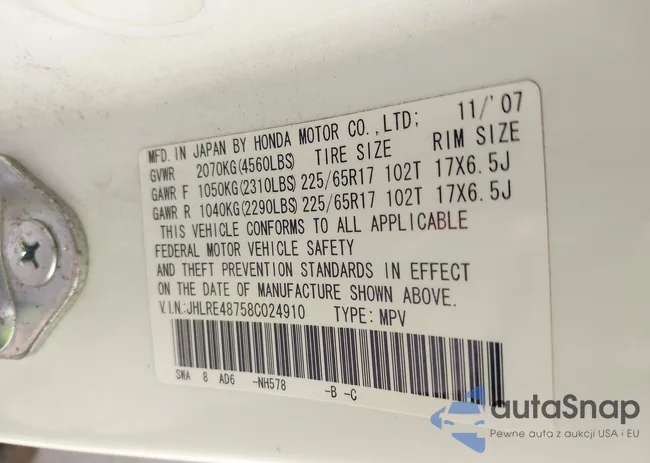 MFD. IN JAPAN BY HONDA MOTOR CO.,LTD; 11/'07
GVWR 2070KG(4560LBS) TIRE SIZE RIM SIZE
GAWR F 1050KG(2310LBS) 225/65R17 102T 17X6.5J
GAWR R 1040KG(2290LBS) 225/65R17 102T 17X6.5J
THIS VEHICLE CONFORMS TO ALL APPLICABLE
FEDERAL MOTOR VEHICLE SAFETY
AND THEFT PREVENTION STANDARDS IN EFFECT
ON THE DATE OF MANUFACTURE SHOWN ABOVE.
V.I.N:JHLRE48758C024910 TYPE: MPV
SWA 8 AD6 -NH578 -B -C
autaSnap
Pewne auta z aukcji USA i EU